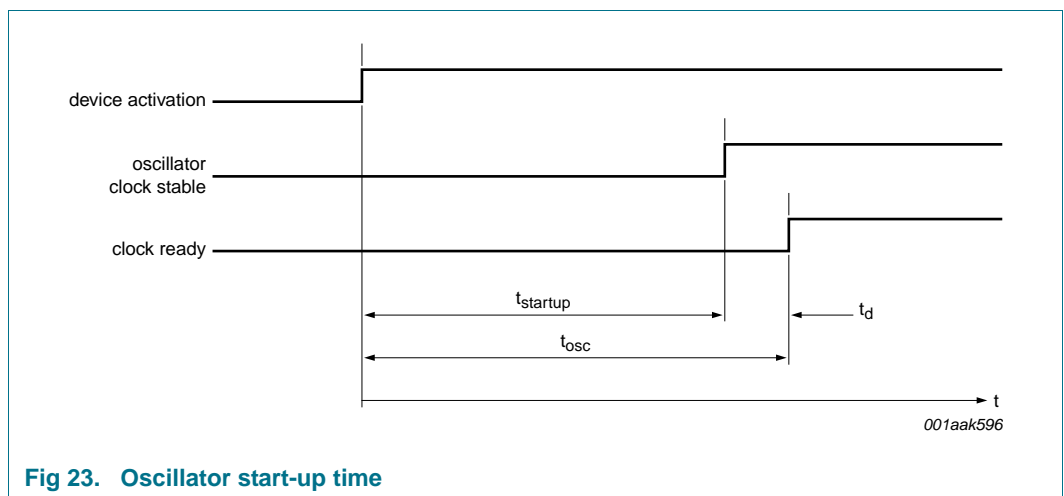 device activation
oscillator
clock stable
clock ready
tstartup
td
tosc
t
001aak596
Fig 23. Oscillator start-up time